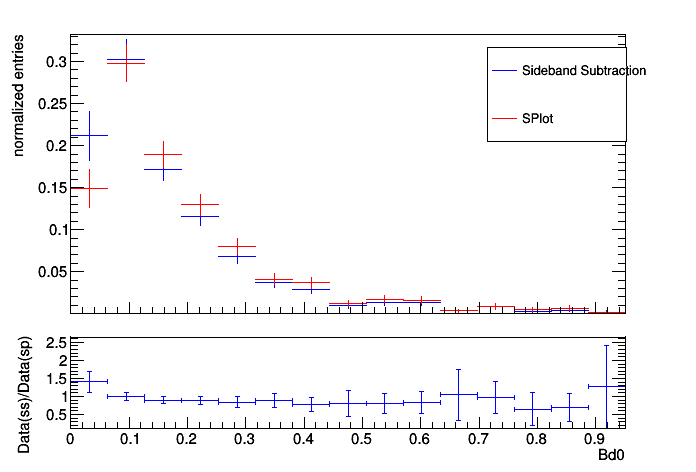 normalized entries
0.3
0.25
0.2
0.15
0.1
0.05
Sideband Subtraction
SPlot
Data(ss)/Data(sp)
2.5
2
1.5
1
0.5
0 0.1 0.2 0.3 0.4 0.5 0.6 0.7 0.8 0.9
Bd0